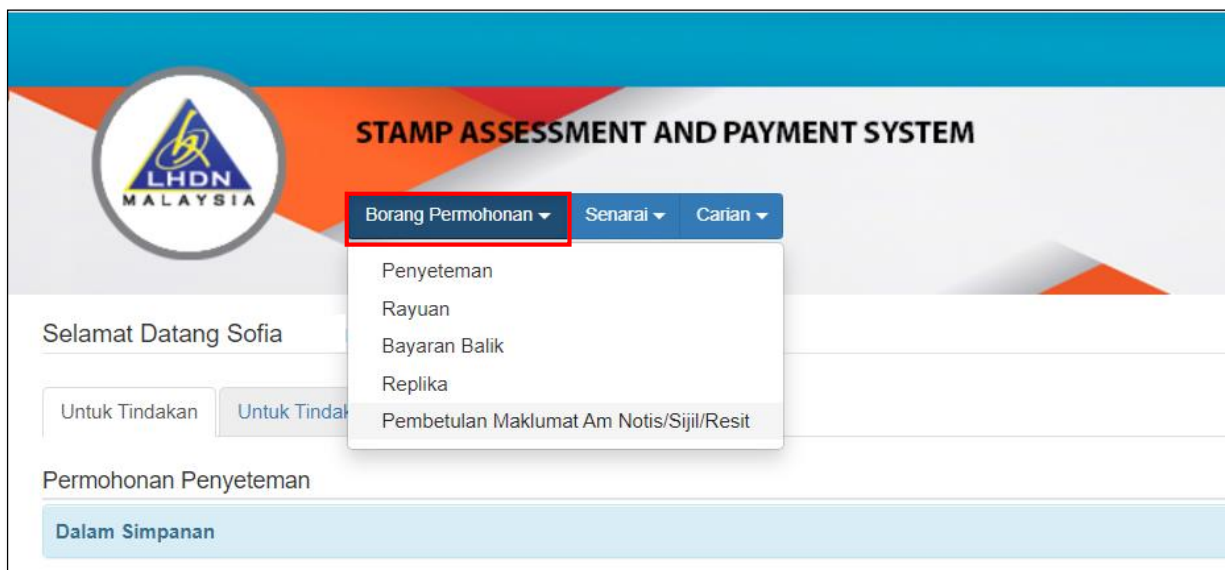 STAMP ASSESSMENT AND PAYMENT SYSTEM
LHDN
MALAYSIA
Borang Permohonan Senarai Carian
Penyeteman
Rayuan
Bayaran Balik
Replika
Pembetulan Maklumat Am Notis/Sijil/Resit
Selamat Datang Sofia
Untuk Tindakan Untuk
Permohonan Penyeteman
Dalam Simpanan